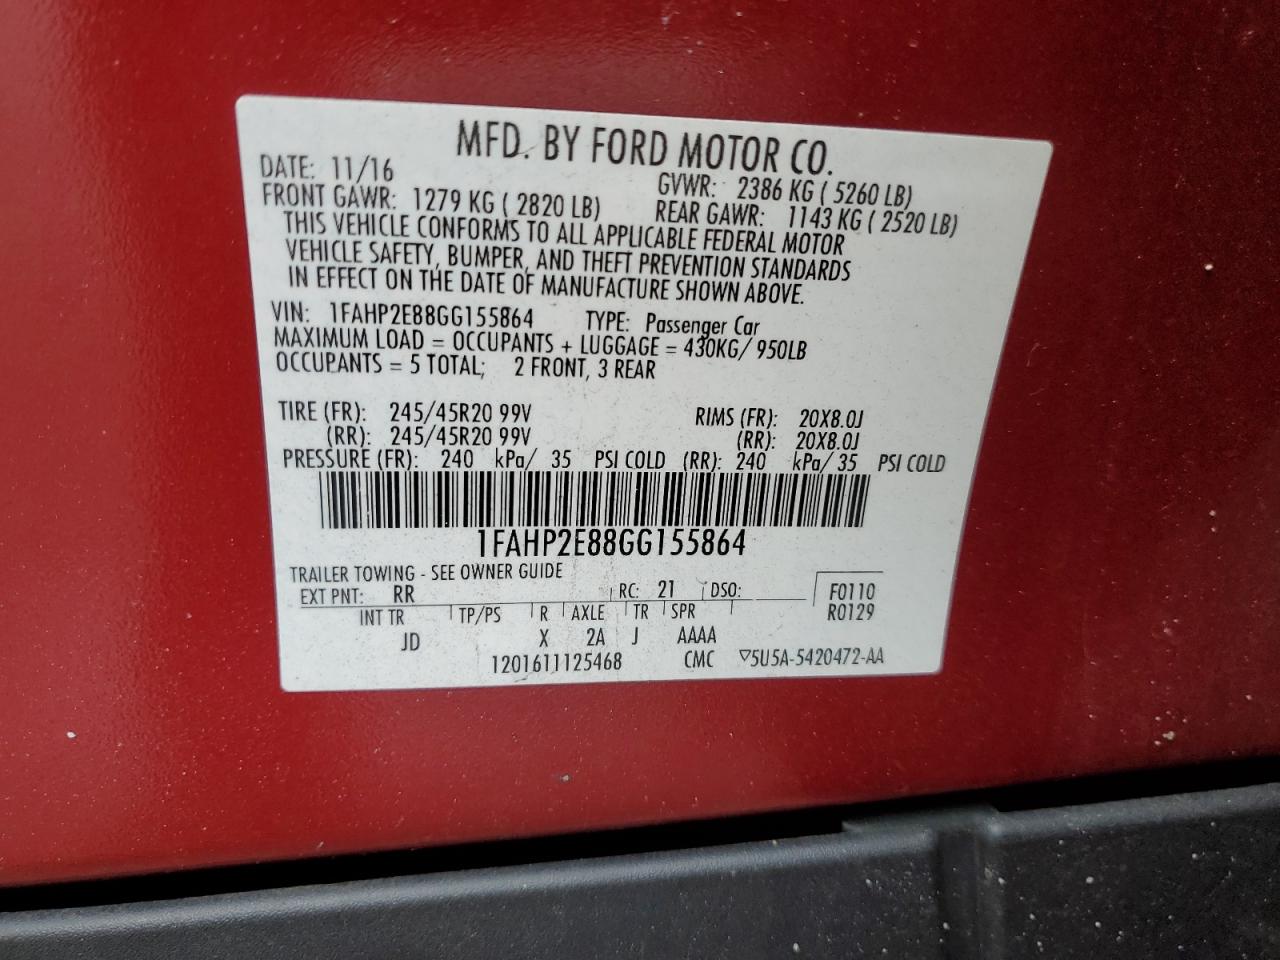 MFD. BY FORD MOTOR CO.
DATE: 11/16 GVWR: 2386 KG ( 5260 LB)
FRONT GAWR: 1279 KG ( 2820 LB) REAR GAWR: 1143 KG ( 2520 LB)
THIS VEHICLE CONFORMS TO ALL APPLICABLE FEDERAL MOTOR
VEHICLE SAFETY, BUMPER, AND THEFT PREVENTION STANDARDS
IN EFFECT ON THE DATE OF MANUFACTURE SHOWN ABOVE.
VIN: 1FAHP2E88GG155864 TYPE: Passenger Car
MAXIMUM LOAD = OCCUPANTS + LUGGAGE = 430KG/ 950LB
OCCUPANTS = 5 TOTAL; 2 FRONT, 3 REAR
TIRE (FR): 245/45R20 99V RIMS (FR): 20X8.0J
(RR): 245/45R20 99V (RR): 20X8.0J
PRESSURE (FR): 240 kPa/ 35 PSI COLD (RR): 240 kPa/ 35 PSI COLD
1FAHP2E88GG155864
TRAILER TOWING - SEE OWNER GUIDE
EXT PNT: RR RC: 21 DSO: F0110
INT TR TP/PS R AXLE TR SPR R0129
JD X 2A J AAAA
1201611125468 CMC ▽5U5A-5420472-AA